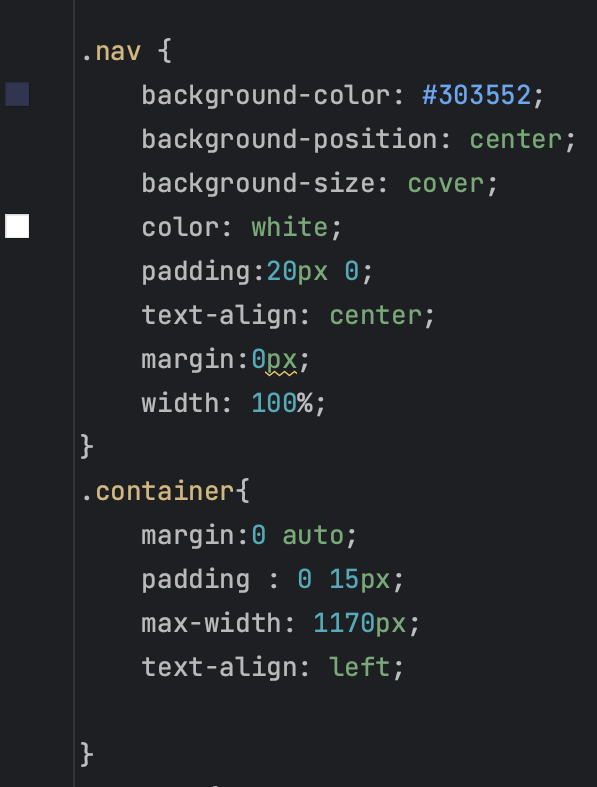 .nav {
background-color: #303552;
background-position: center;
background-size: cover;
color: white;
padding:20px 0;
text-align: center;
margin:0px;
width: 100%;
}
.container{
margin:0 auto;
padding : 0 15px;
max-width: 1170px;
text-align: left;
}